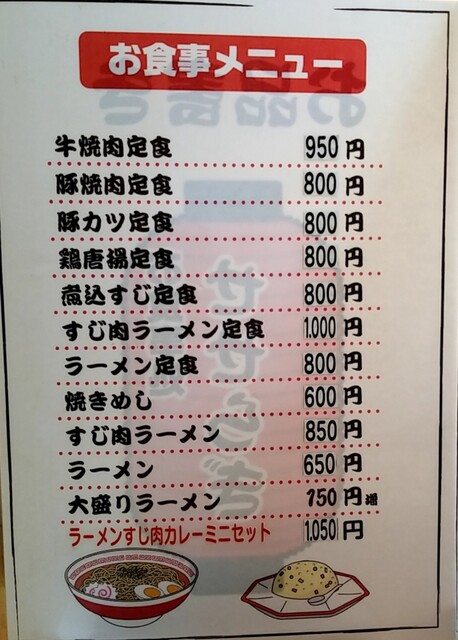 お食事メニュー
牛焼肉定食 950円
豚焼肉定食 800円
豚カツ定食 800円
鶏唐揚定食 800円
煮込すじ定食 800円
すじ肉ラーメン定食 1,000円
ラーメン定食 800円
焼きめし 600円
すじ肉ラーメン 850円
ラーメン 650円
大盛りラーメン 750円増
ラーメンすじ肉カレーミニセット 1,050円